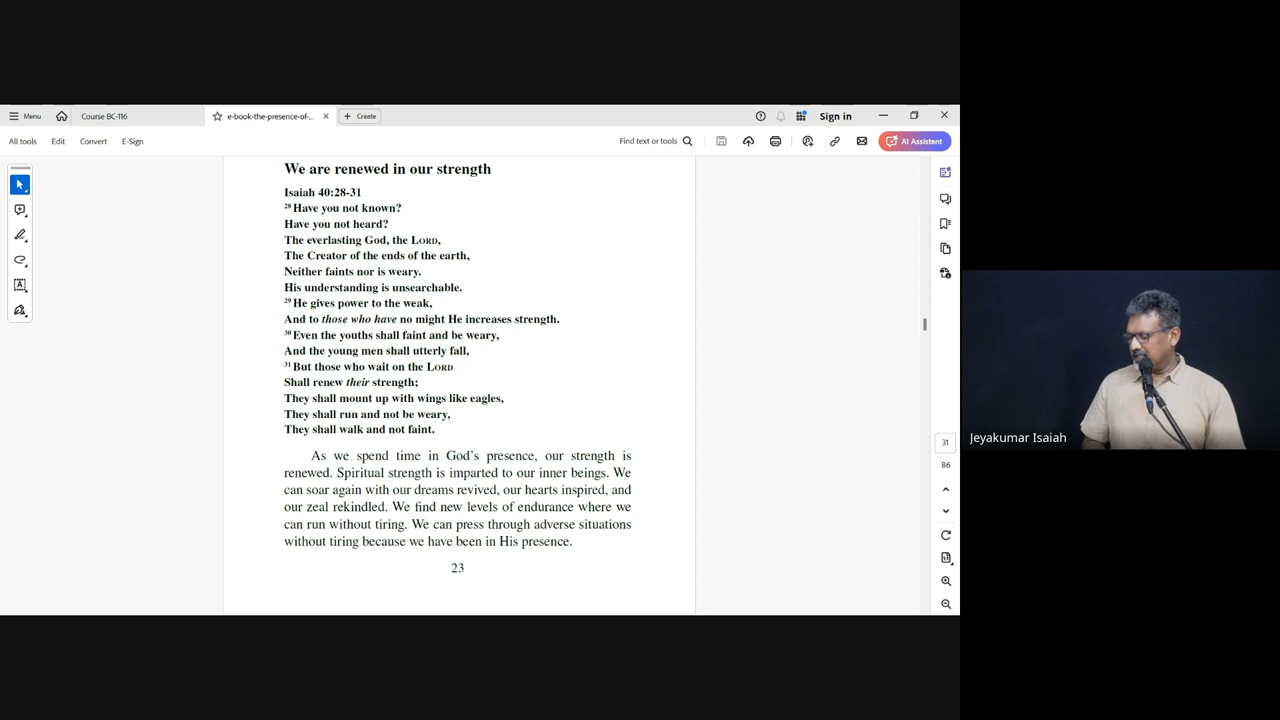 Menu
Course BC-116
e-book-the-presence-of-...
Create
Sign in
All tools
Edit
Convert
E-Sign
Find text or tools
AI Assistant
We are renewed in our strength
Isaiah 40:28-31
28 Have you not known?
Have you not heard?
The everlasting God, the LORD,
The Creator of the ends of the earth,
Neither faints nor is weary.
His understanding is unsearchable.
29 He gives power to the weak,
And to those who have no might He increases strength.
30 Even the youths shall faint and be weary,
And the young men shall utterly fall,
31 But those who wait on the LORD
Shall renew their strength;
They shall mount up with wings like eagles,
They shall run and not be weary,
They shall walk and not faint.
As we spend time in God's presence, our strength is
renewed. Spiritual strength is imparted to our inner beings. We
can soar again with our dreams revived, our hearts inspired, and
our zeal rekindled. We find new levels of endurance where we
can run without tiring. We can press through adverse situations
without tiring because we have been in His presence.
23
31
86
Jeyakumar Isaiah